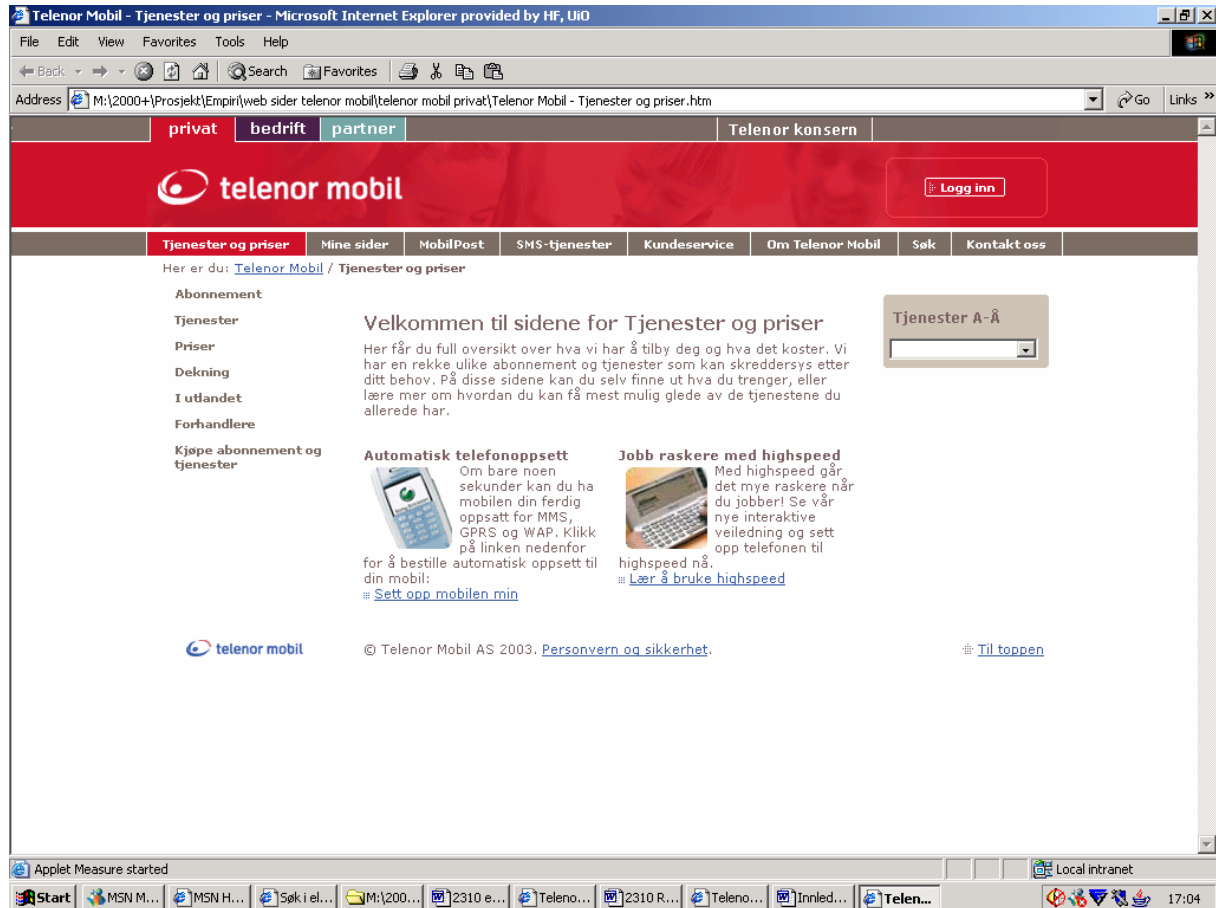 Telenor Mobil - Tjenester og priser - Microsoft Internet Explorer provided by HF, UiO
File Edit View Favorites Tools Help
Back Search Favorites
Address M:\2000+\Prosjekt\Empiri\web sider telenor mobil\telenor mobil privat\Telenor Mobil - Tjenester og priser.htm Go Links »
privat bedrift partner Telenor konsern
telenor mobil
Logg inn
Tjenester og priser Mine sider MobilPost SMS-tjenester Kundeservice Om Telenor Mobil Søk Kontakt oss
Her er du: Telenor Mobil / Tjenester og priser
Abonnement
Tjenester
Priser
Dekning
I utlandet
Forhandlere
Kjøpe abonnement og
tjenester
Velkommen til sidene for Tjenester og priser
Her får du full oversikt over hva vi har å tilby deg og hva det koster. Vi
har en rekke ulike abonnement og tjenester som kan skreddersys etter
ditt behov. På disse sidene kan du selv finne ut hva du trenger, eller
lære mer om hvordan du kan få mest mulig glede av de tjenestene du
allerede har.
Tjenester A-Å
Automatisk telefonoppsett
Om bare noen
sekunder kan du ha
mobilen din ferdig
oppsatt for MMS,
GPRS og WAP. Klikk
på linken nedenfor
for å bestille automatisk oppsett til
din mobil:
Sett opp mobilen min
Jobb raskere med highspeed
Med highspeed går
det mye raskere når
du jobber! Se vår
nye interaktive
veiledning og sett
opp telefonen til
highspeed nå.
Lær å bruke highspeed
telenor mobil
© Telenor Mobil AS 2003. Personvern og sikkerhet.
Til toppen
Applet Measure started Local intranet
Start MSN M... MSN H... Søk i el... M:\200... 2310 e... Teleno... 2310 R... Teleno... Innled... Telen... 17:04